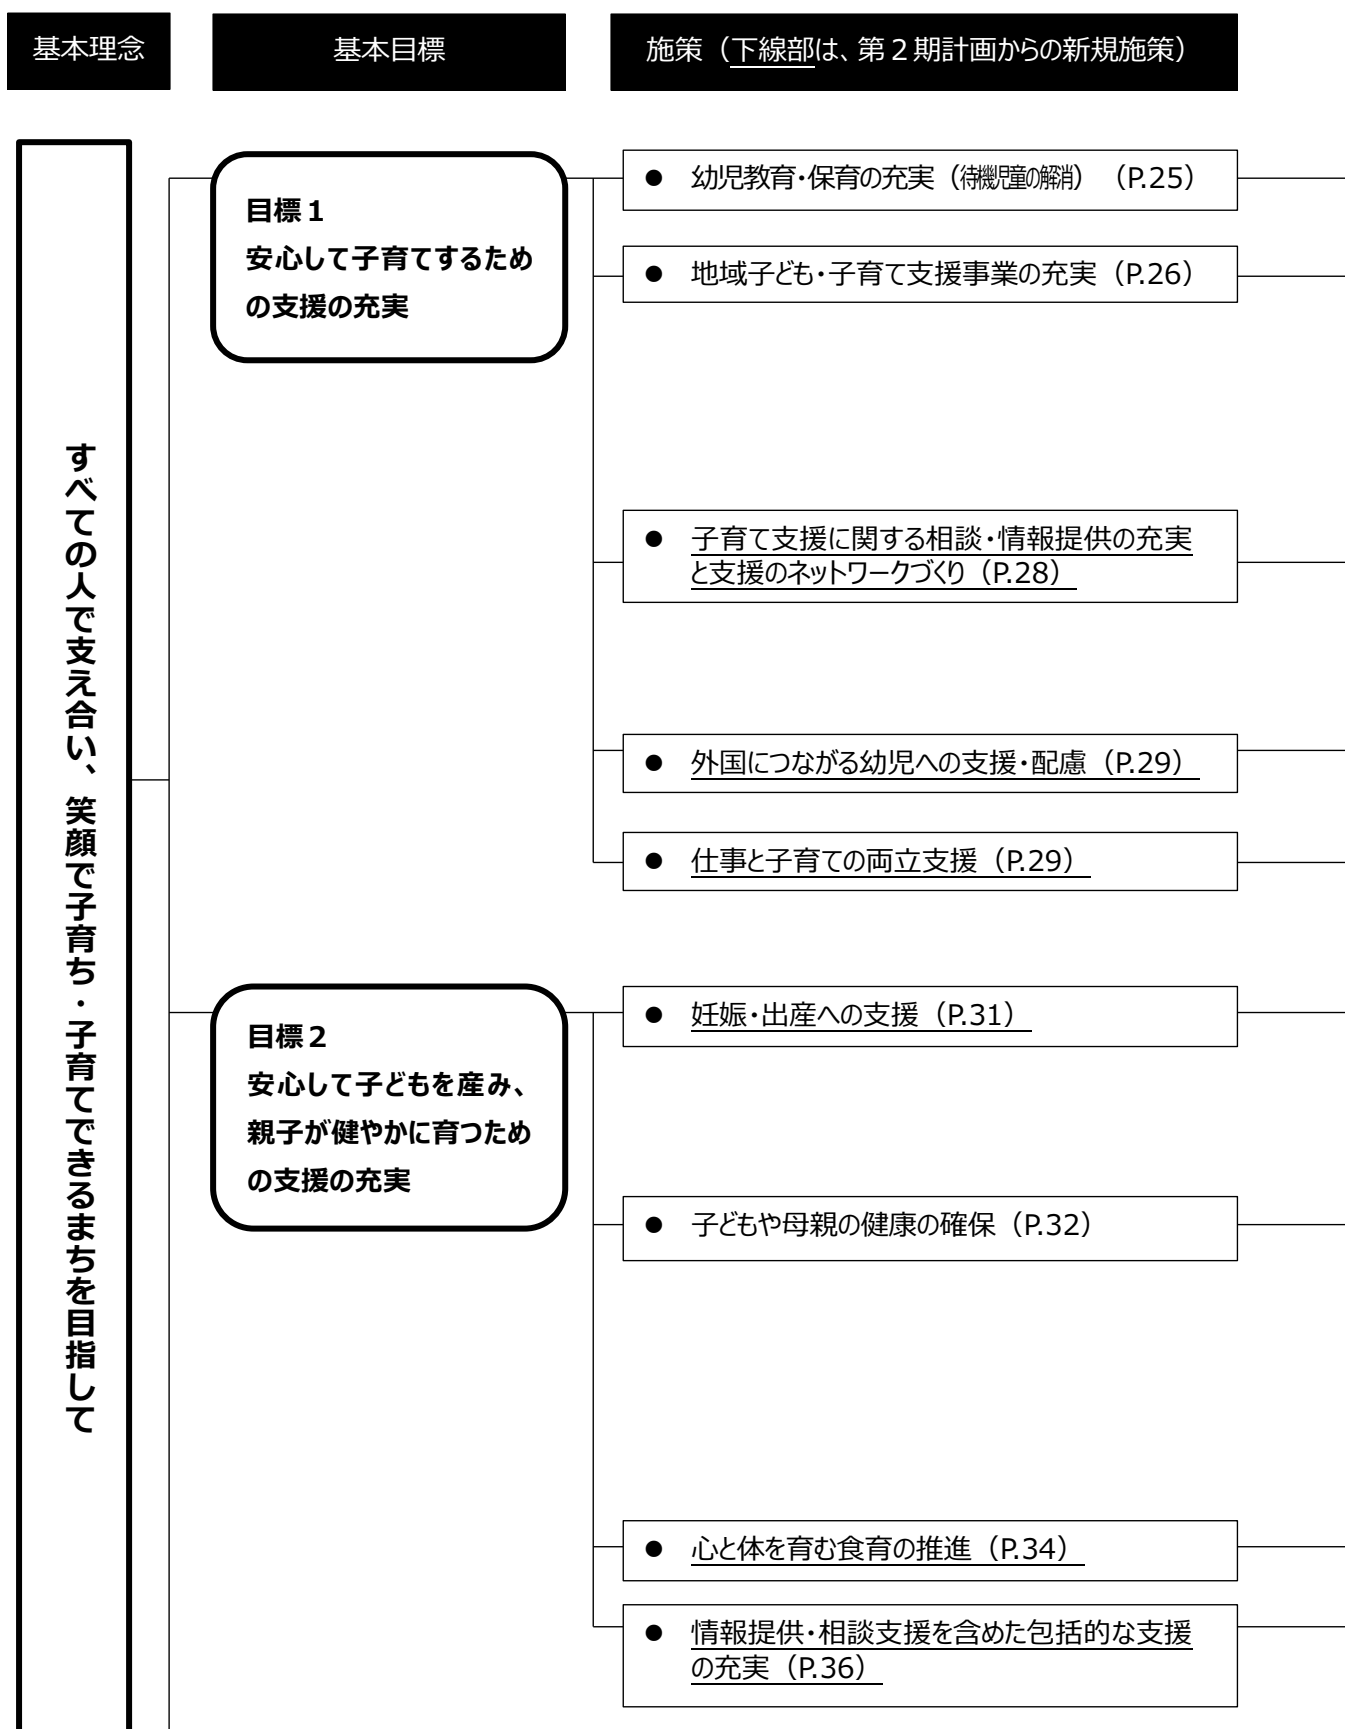 基本理念
基本目標
施策（下線部は、第２期計画からの新規施策）
すべての人で支え合い、笑顔で子育ち・子育てできるまちを目指して
目標１
安心して子育てするため
の支援の充実
● 幼児教育・保育の充実（待機児童の解消）（P.25）
● 地域子ども・子育て支援事業の充実（P.26）
● 子育て支援に関する相談・情報提供の充実
と支援のネットワークづくり（P.28）
● 外国につながる幼児への支援・配慮（P.29）
● 仕事と子育ての両立支援（P.29）
目標２
安心して子どもを産み、
親子が健やかに育つため
の支援の充実
● 妊娠・出産への支援（P.31）
● 子どもや母親の健康の確保（P.32）
● 心と体を育む食育の推進（P.34）
● 情報提供・相談支援を含めた包括的な支援
の充実（P.36）